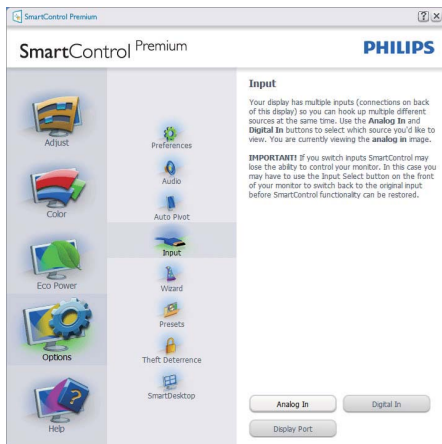 SmartControl Premium
SmartControl Premium
PHILIPS
Adjust
Color
Eco Power
Options
Help
Preferences
Audio
Auto Pivot
Input
Wizard
Presets
Theft Deterrence
SmartDesktop
Input
Your display has multiple inputs (connections on back
of this display) so you can hook up multiple different
sources at the same time. Use the Analog In and
Digital In buttons to select which source you'd like to
view. You are currently viewing the analog in image.
IMPORTANT! If you switch inputs SmartControl may
lose the ability to control your monitor. In this case you
may have to use the Input Select button on the front
of your monitor to switch back to the original input
before SmartControl functionality can be restored.
Analog In
Digital In
Display Port